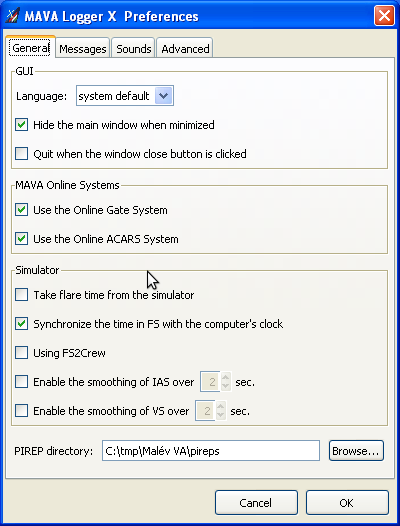 MAVA Logger X  Preferences
General Messages Sounds Advanced
GUI
Language: system default
Hide the main window when minimized
Quit when the window close button is clicked
MAVA Online Systems
Use the Online Gate System
Use the Online ACARS System
Simulator
Take flare time from the simulator
Synchronize the time in FS with the computer's clock
Using FS2Crew
Enable the smoothing of IAS over 2 sec.
Enable the smoothing of VS over 2 sec.
PIREP directory: C:\tmp\Malév VA\pireps Browse...
Cancel OK